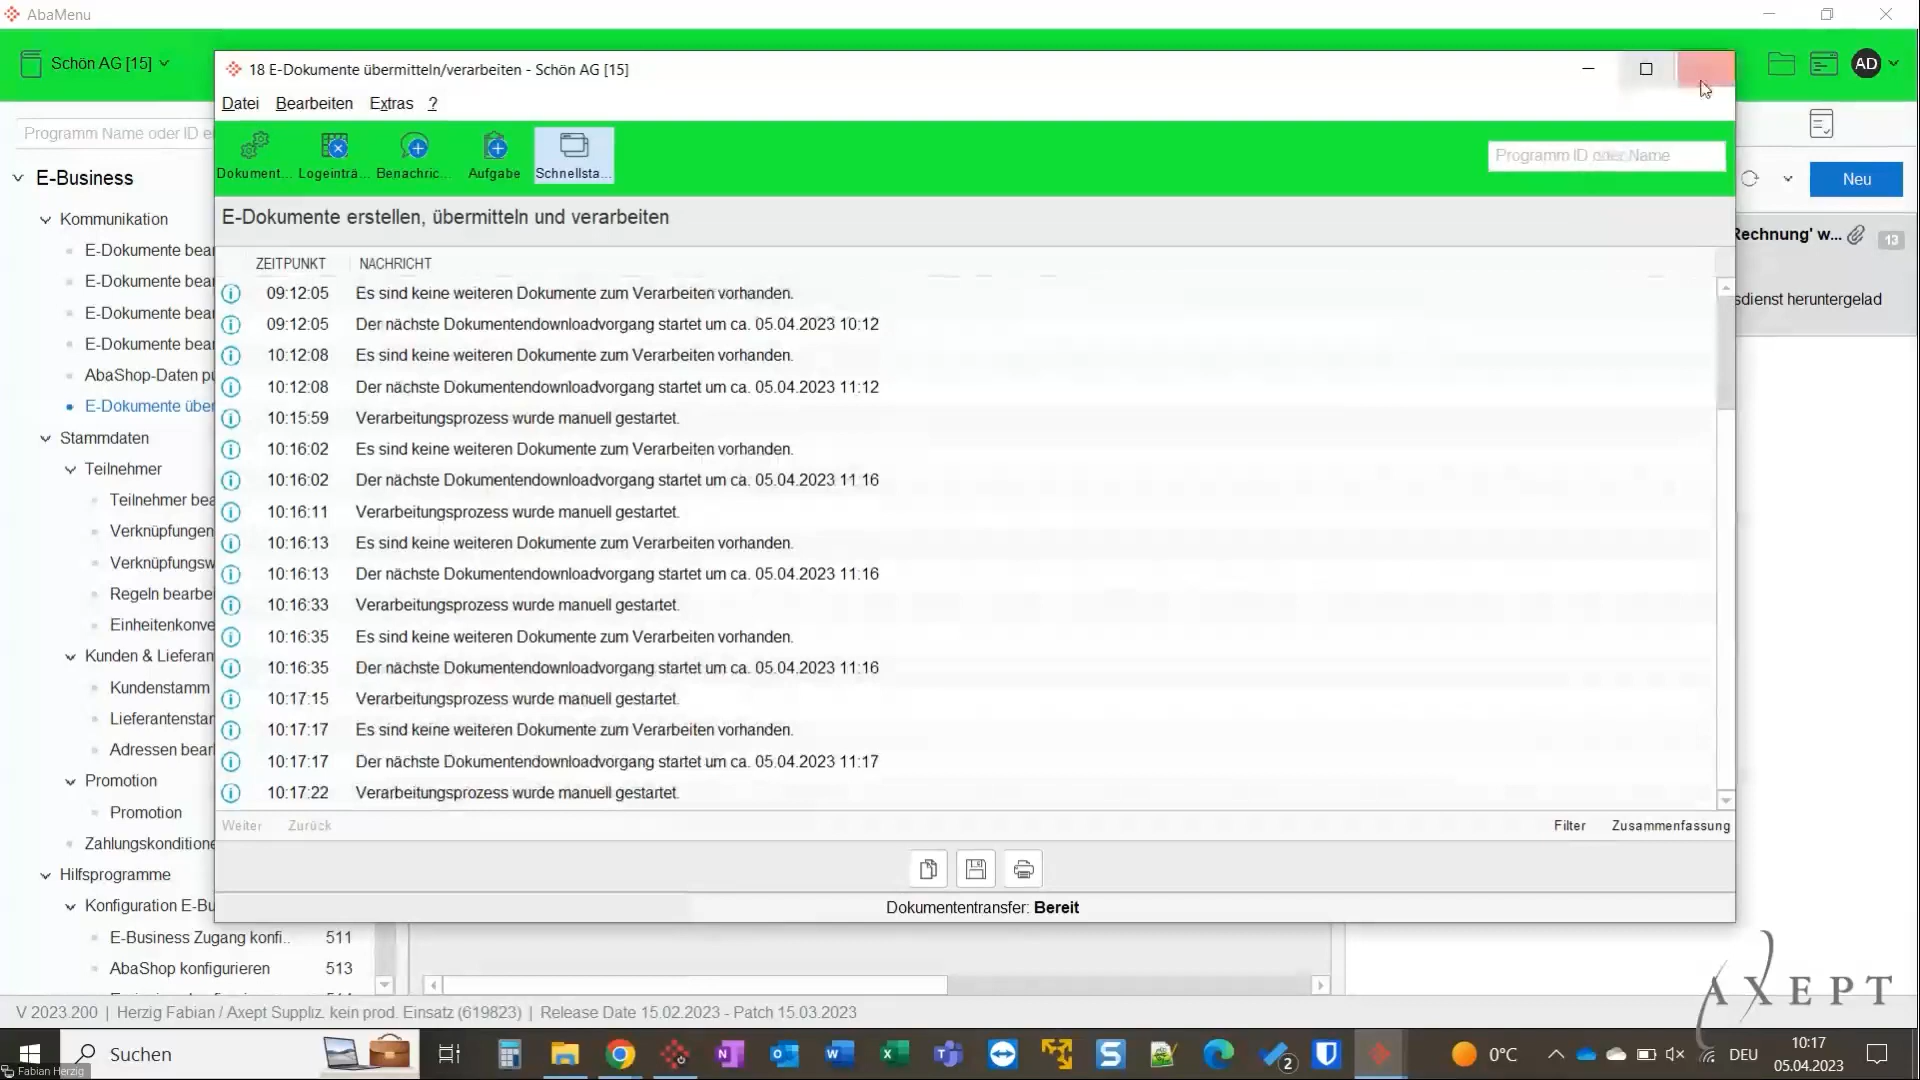 AbaMenu
Schön AG [15]
18 E-Dokumente übermitteln/verarbeiten - Schön AG [15]
AD
Datei Bearbeiten Extras ?
Programm Name oder ID e
Dokument... Logeinträ... Benachric... Aufgabe Schnellsta...
Programm ID oder Name
Neu
E-Dokumente erstellen, übermitteln und verarbeiten
Rechnung' w... 13
sdienst heruntergelad
ZEITPUNKT NACHRICHT
09:12:05 Es sind keine weiteren Dokumente zum Verarbeiten vorhanden.
09:12:05 Der nächste Dokumentendownloadvorgang startet um ca. 05.04.2023 10:12
10:12:08 Es sind keine weiteren Dokumente zum Verarbeiten vorhanden.
10:12:08 Der nächste Dokumentendownloadvorgang startet um ca. 05.04.2023 11:12
10:15:59 Verarbeitungsprozess wurde manuell gestartet.
10:16:02 Es sind keine weiteren Dokumente zum Verarbeiten vorhanden.
10:16:02 Der nächste Dokumentendownloadvorgang startet um ca. 05.04.2023 11:16
10:16:11 Verarbeitungsprozess wurde manuell gestartet.
10:16:13 Es sind keine weiteren Dokumente zum Verarbeiten vorhanden.
10:16:13 Der nächste Dokumentendownloadvorgang startet um ca. 05.04.2023 11:16
10:16:33 Verarbeitungsprozess wurde manuell gestartet.
10:16:35 Es sind keine weiteren Dokumente zum Verarbeiten vorhanden.
10:16:35 Der nächste Dokumentendownloadvorgang startet um ca. 05.04.2023 11:16
10:17:15 Verarbeitungsprozess wurde manuell gestartet.
10:17:17 Es sind keine weiteren Dokumente zum Verarbeiten vorhanden.
10:17:17 Der nächste Dokumentendownloadvorgang startet um ca. 05.04.2023 11:17
10:17:22 Verarbeitungsprozess wurde manuell gestartet.
Weiter Zurück Filter Zusammenfassung
Dokumententransfer: Bereit
E-Business
Kommunikation
E-Dokumente bear
E-Dokumente bear
E-Dokumente bear
E-Dokumente bear
AbaShop-Daten pu
E-Dokumente über
Stammdaten
Teilnehmer
Teilnehmer bea
Verknüpfungen
Verknüpfungsw
Regeln bearbei
Einheitenkonve
Kunden & Lieferan
Kundenstamm
Lieferantenstar
Adressen bear
Promotion
Promotion
Zahlungskonditione
Hilfsprogramme
Konfiguration E-Bu
E-Business Zugang konfi.. 511
AbaShop konfigurieren 513
AXEPT
V 2023.200 | Herzig Fabian / Axept Suppliz. kein prod. Einsatz (619823) | Release Date 15.02.2023 - Patch 15.03.2023
Suchen
2
0°C
DEU
10:17
05.04.2023
Fabian Herzig